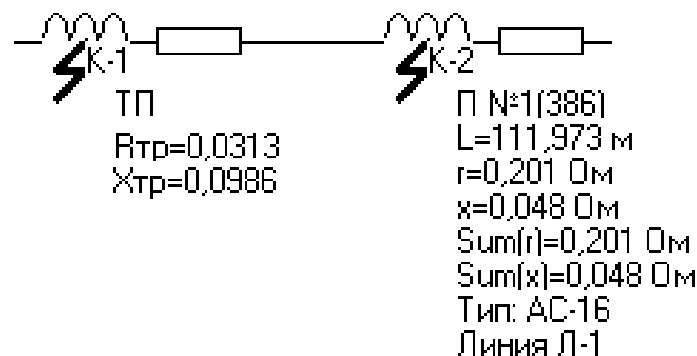 К-1
К-2
ТП
Rтр=0,0313
Xтр=0,0986
П №1(386)
L=111,973 м
r=0,201 Ом
x=0,048 Ом
Sum(r)=0,201 Ом
Sum(x)=0,048 Ом
Тип: АС-16
Линия Л-1